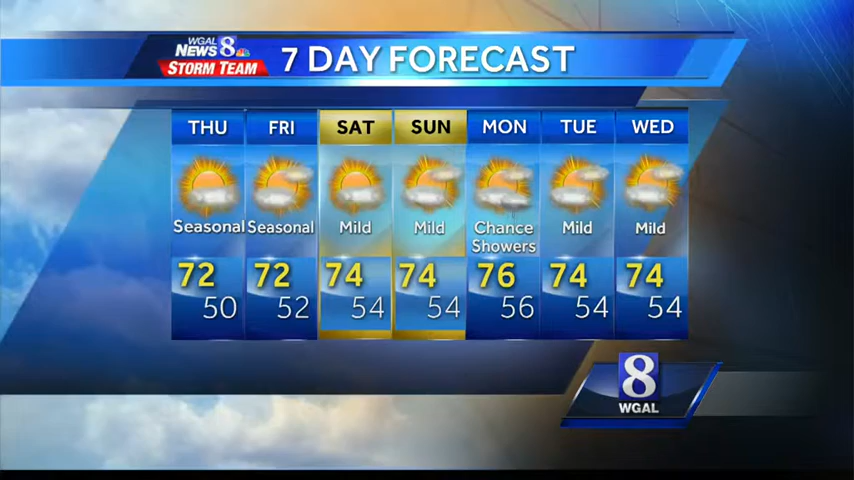 WGAL
NEWS 8
STORM TEAM
7 DAY FORECAST
THU FRI SAT SUN MON TUE WED
Seasonal Seasonal Mild Mild Chance Showers Mild Mild
72 72 74 74 76 74 74
50 52 54 54 56 54 54
8
WGAL